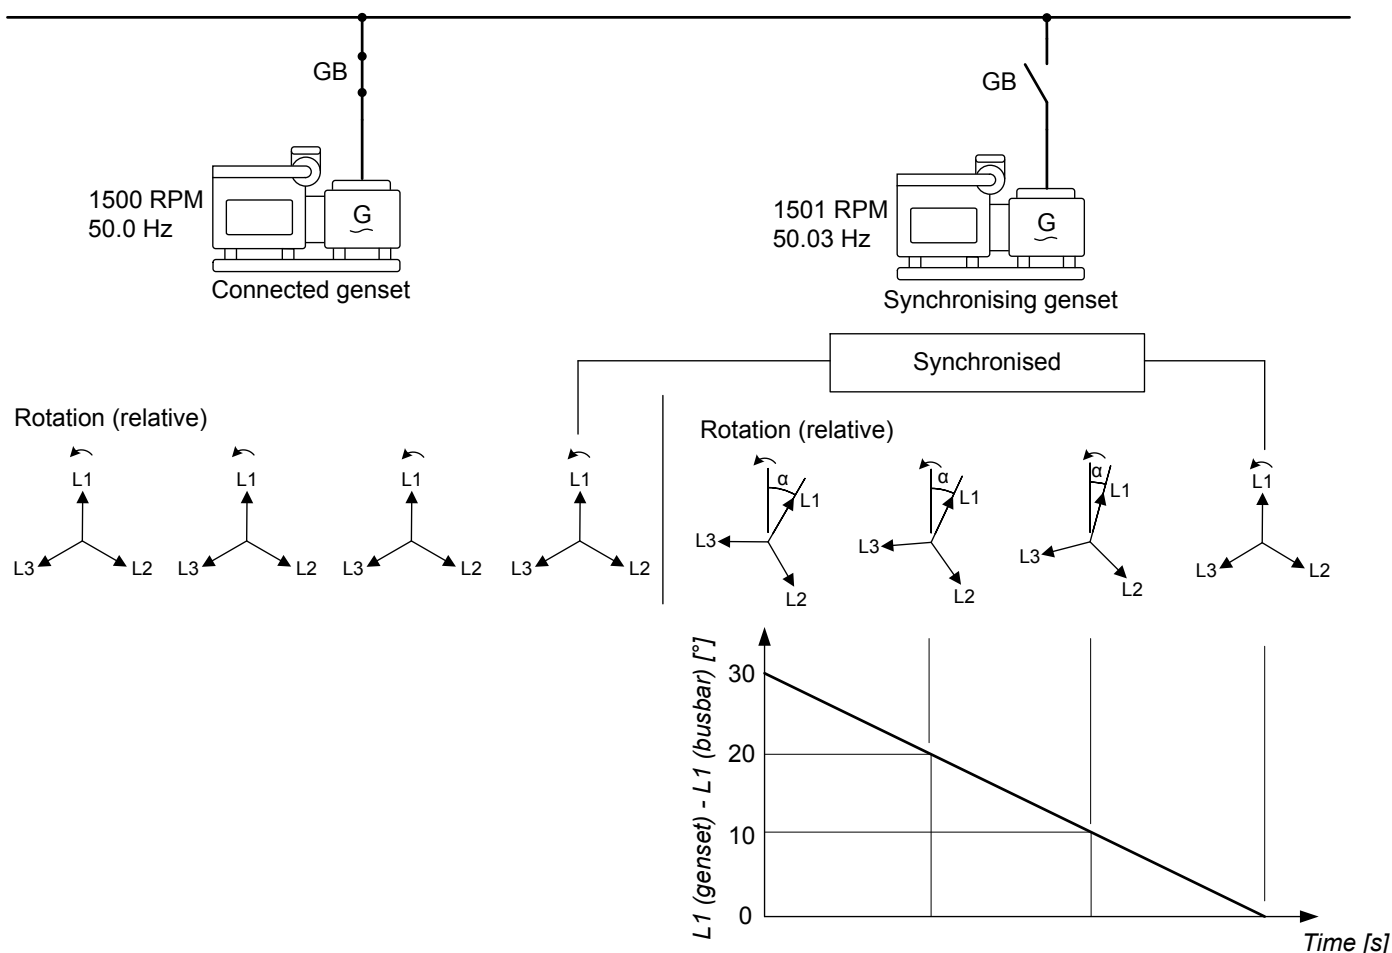 GB
GB
1500 RPM
50.0 Hz
G
1501 RPM
50.03 Hz
G
Connected genset
Synchronising genset
Synchronised
Rotation (relative)
L1
L3
L2
L1
L3
L2
L1
L3
L2
L1
L3
L2
Rotation (relative)
α
L1
L3
L2
α
L1
L3
L2
α
L1
L3
L2
L1
L3
L2
L1 (genset) - L1 (busbar) [°]
30
20
10
0
Time [s]